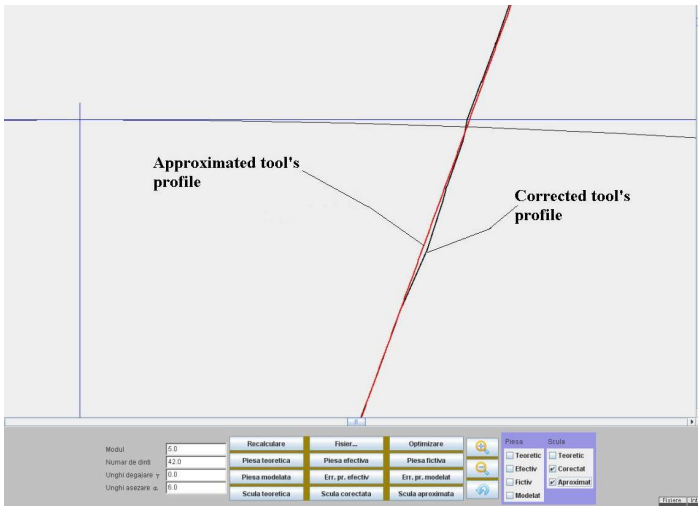 Approximated tool's
profile
Corrected tool's
profile
Modul 5.0
Numar de dinti 42.0
Unghi degajare γ 0.0
Unghi asezare α 6.0
Recalculare Fisier... Optimizare
Piesa teoretica Piesa efectiva Piesa fictiva
Piesa modelata Err. pr. efectiv Err. pr. modelat
Scula teoretica Scula corectata Scula aproximata
Piesa Scula
Teoretic Teoretic
Efectiv Corectat
Fictiv Aproximat
Modelat
Fisiere Int